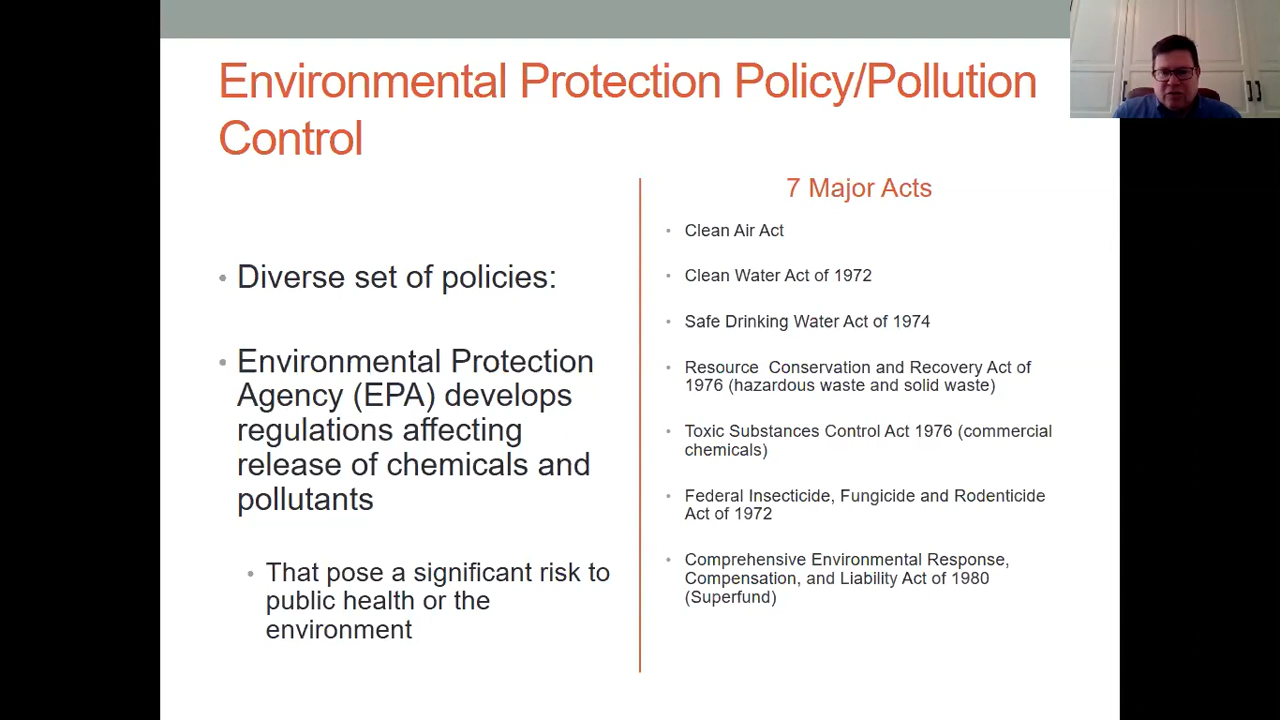 Environmental Protection Policy/Pollution
Control
• Diverse set of policies:
• Environmental Protection
Agency (EPA) develops
regulations affecting
release of chemicals and
pollutants
• That pose a significant risk to
public health or the
environment
7 Major Acts
• Clean Air Act
• Clean Water Act of 1972
• Safe Drinking Water Act of 1974
• Resource  Conservation and Recovery Act of
1976 (hazardous waste and solid waste)
• Toxic Substances Control Act 1976 (commercial
chemicals)
• Federal Insecticide, Fungicide and Rodenticide
Act of 1972
• Comprehensive Environmental Response,
Compensation, and Liability Act of 1980
(Superfund)